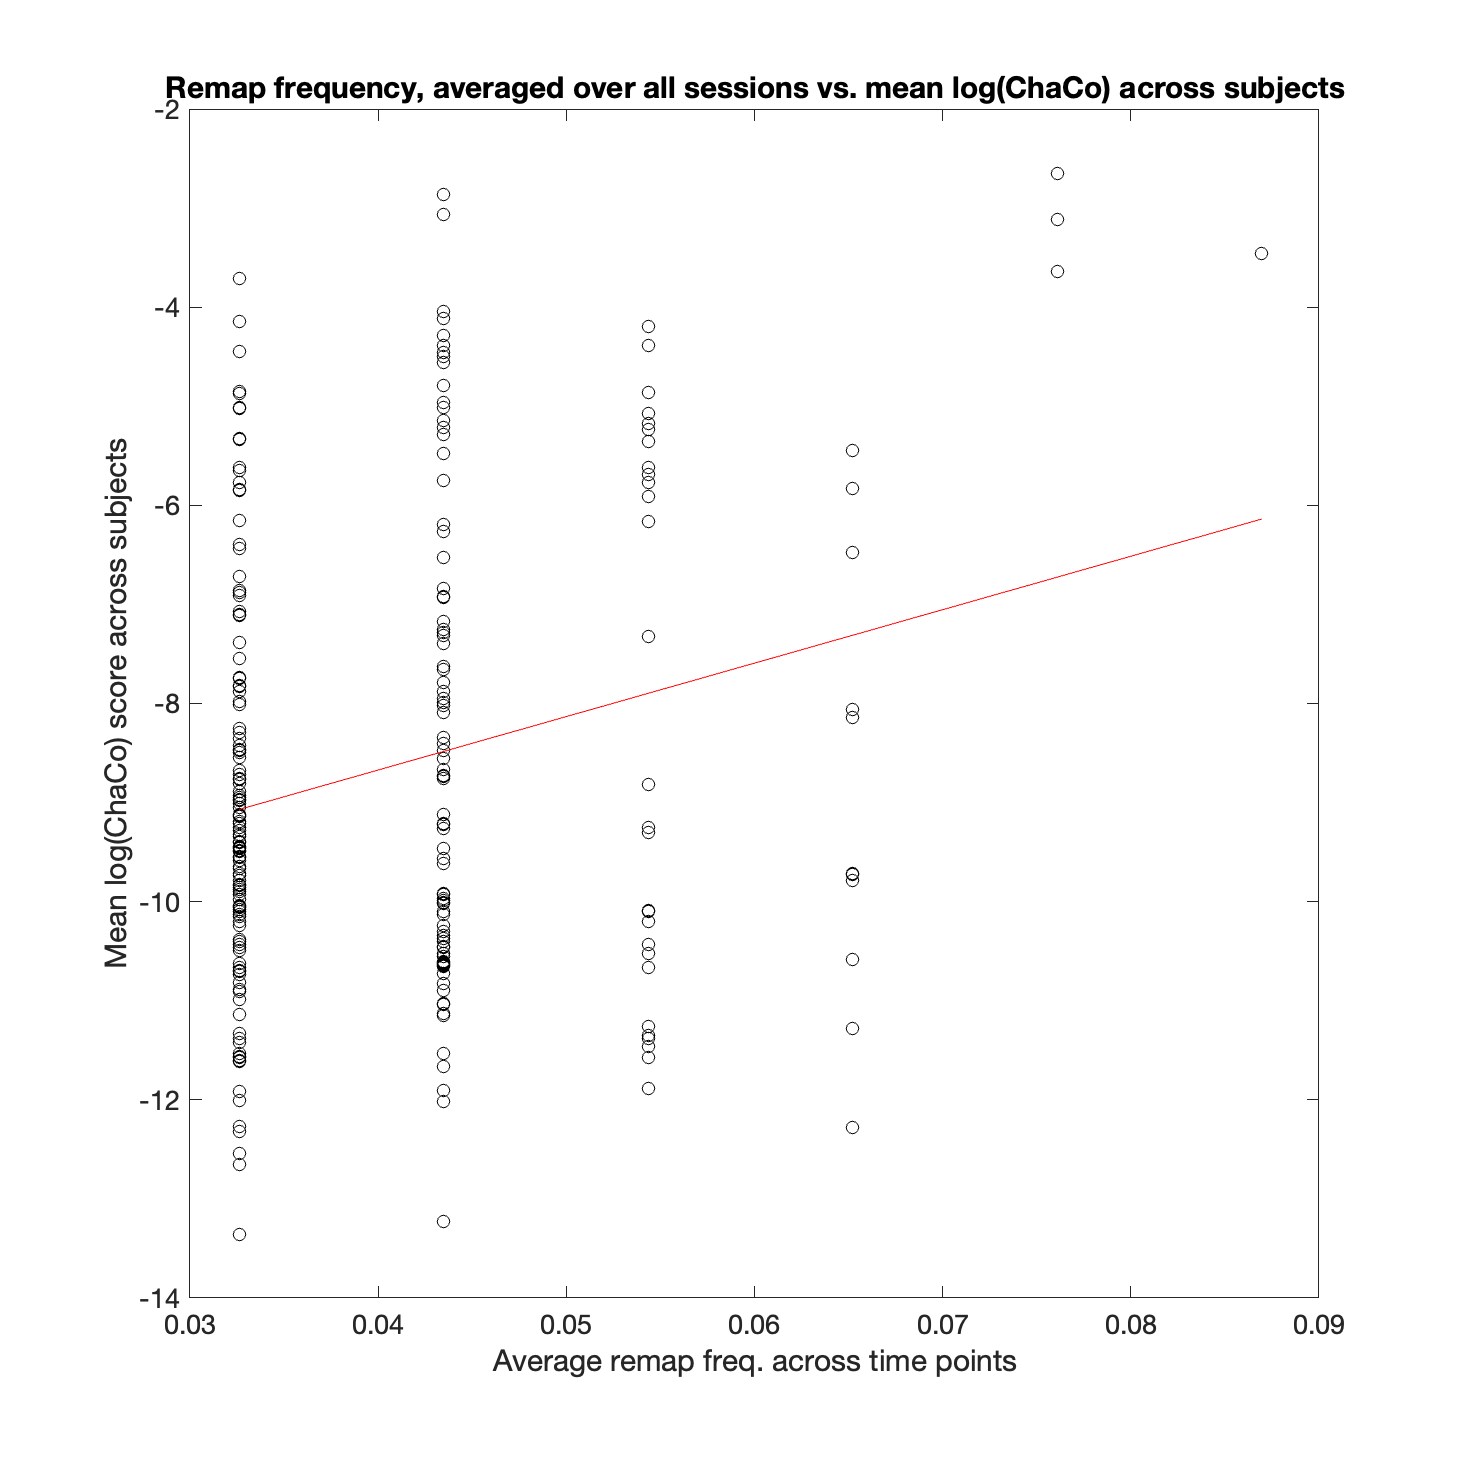 Remap frequency, averaged over all sessions vs. mean log(ChaCo) across subjects
-2
-4
-6
-8
-10
-12
-14
Mean log(ChaCo) score across subjects
0.03 0.04 0.05 0.06 0.07 0.08 0.09
Average remap freq. across time points